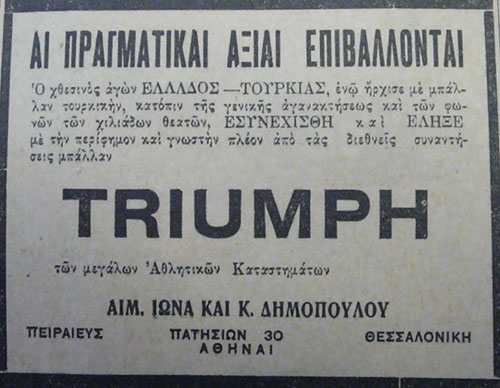 ΑΙ ΠΡΑΓΜΑΤΙΚΑΙ ΑΞΙΑΙ ΕΠΙΒΑΛΛΟΝΤΑΙ
Ὁ χθεσινὸς ἀγὼν ΕΛΛΑΔΟΣ—ΤΟΥΡΚΙΑΣ, ἐνῷ ἤρχισε μὲ μπάλ-
λαν τουρκικήν, κατόπιν τῆς γενικῆς ἀγανακτήσεως καὶ τῶν φω-
νῶν τῶν χιλιάδων θεατῶν, ΕΣΥΝΕΧΙΣΘΗ καὶ ΕΛΗΞΕ
μὲ τὴν περίφημον καὶ γνωστὴν πλέον ἀπὸ τὰς διεθνεῖς συναντή-
σεις μπάλλαν
TRIUMPH
τῶν μεγάλων Ἀθλητικῶν Καταστημάτων
ΑΙΜ. ΙΩΝΑ ΚΑΙ Κ. ΔΗΜΟΠΟΥΛΟΥ
ΠΕΙΡΑΙΕΥΣ ΠΑΤΗΣΙΩΝ 30 ΘΕΣΣΑΛΟΝΙΚΗ
ΑΘΗΝΑΙ